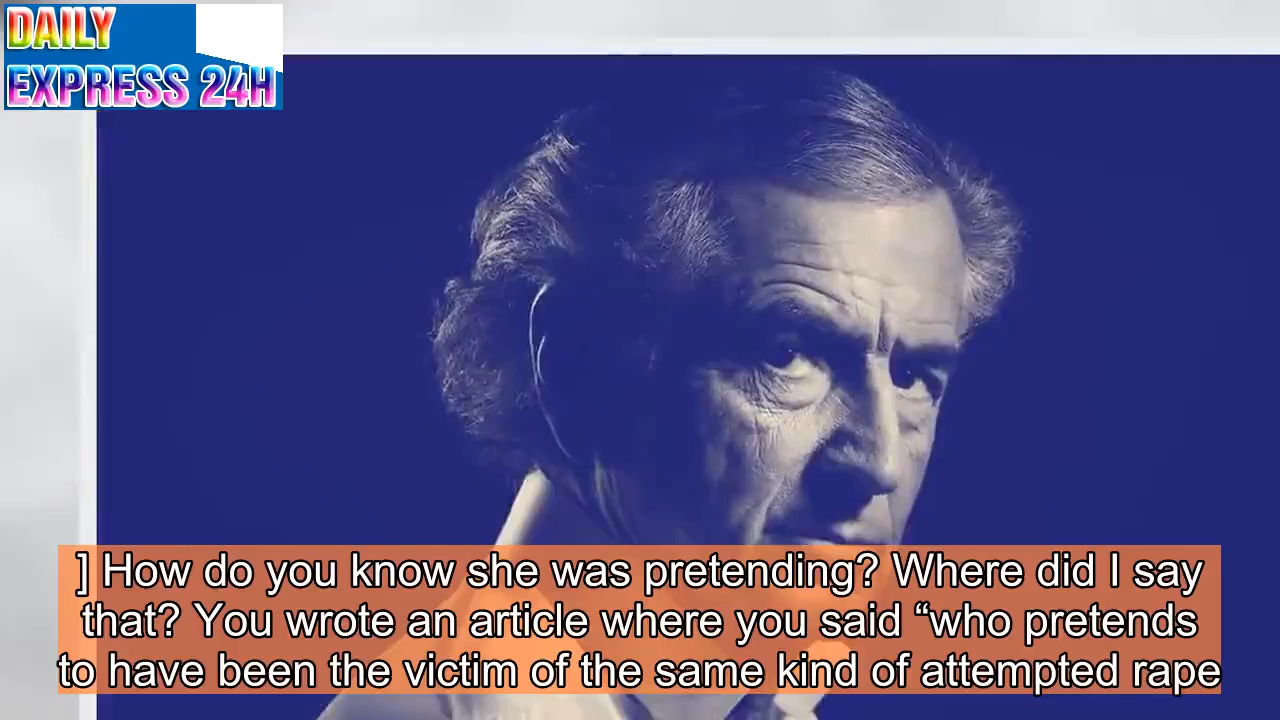 DAILY
EXPRESS 24H
] How do you know she was pretending? Where did I say
that? You wrote an article where you said “who pretends
to have been the victim of the same kind of attempted rape